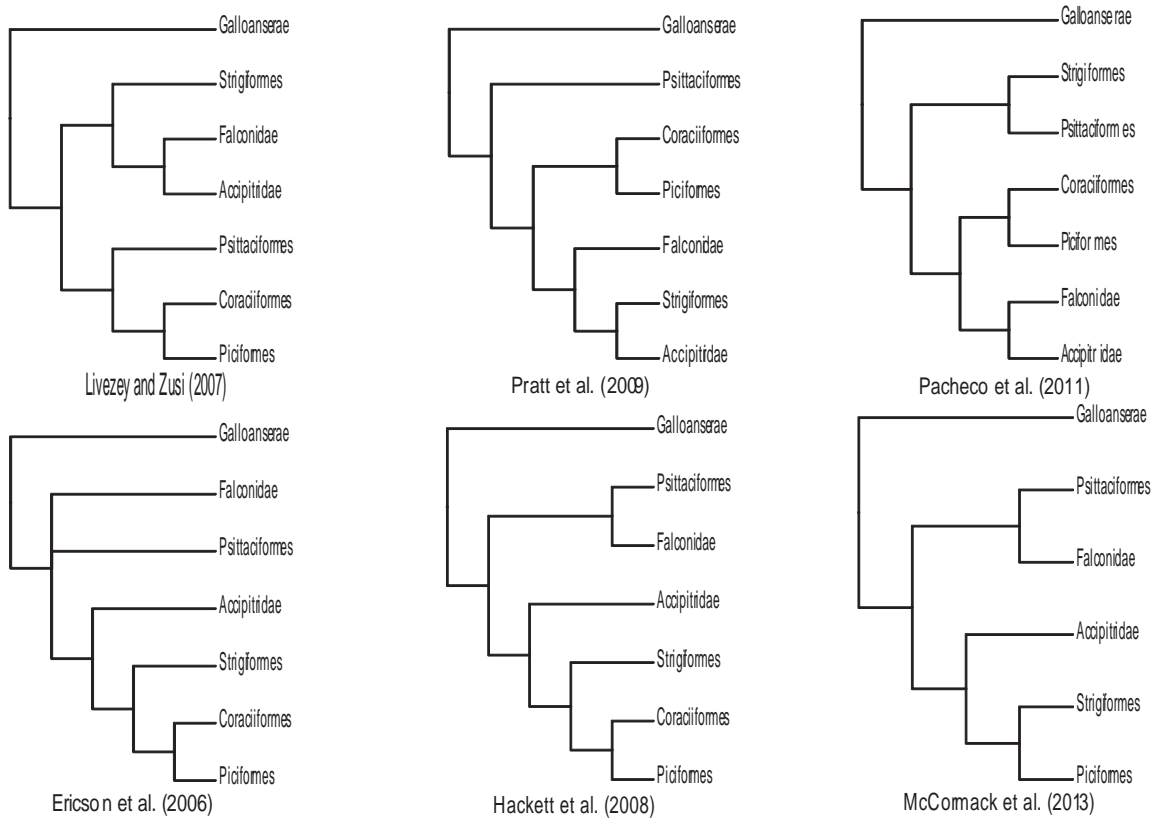 Galloanserae
Strigiformes
Falconidae
Accipitridae
Psittaciformes
Coraciiformes
Piciformes
Livezey and Zusi (2007)
Galloanserae
Psittaciformes
Coraciiformes
Piciformes
Falconidae
Strigiformes
Accipitridae
Pratt et al. (2009)
Galloanserae
Strigiformes
Psittaciformes
Coraciiformes
Piciformes
Falconidae
Accipitridae
Pacheco et al. (2011)
Galloanserae
Falconidae
Psittaciformes
Accipitridae
Strigiformes
Coraciiformes
Piciformes
Ericson et al. (2006)
Galloanserae
Psittaciformes
Falconidae
Accipitridae
Strigiformes
Coraciiformes
Piciformes
Hackett et al. (2008)
Galloanserae
Psittaciformes
Falconidae
Accipitridae
Strigiformes
Piciformes
McCormack et al. (2013)